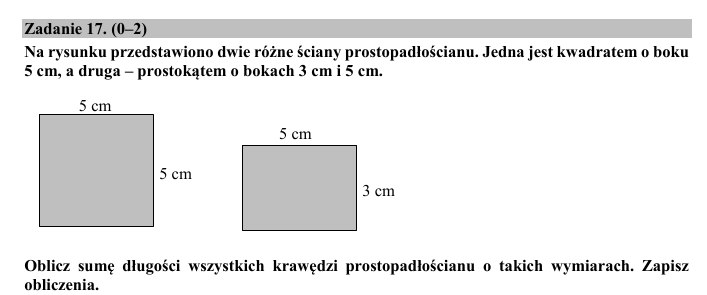 Zadanie 17. (0–2)
Na rysunku przedstawiono dwie różne ściany prostopadłościanu. Jedna jest kwadratem o boku
5 cm, a druga – prostokątem o bokach 3 cm i 5 cm.
5 cm
5 cm
5 cm
3 cm
Oblicz sumę długości wszystkich krawędzi prostopadłościanu o takich wymiarach. Zapisz
obliczenia.